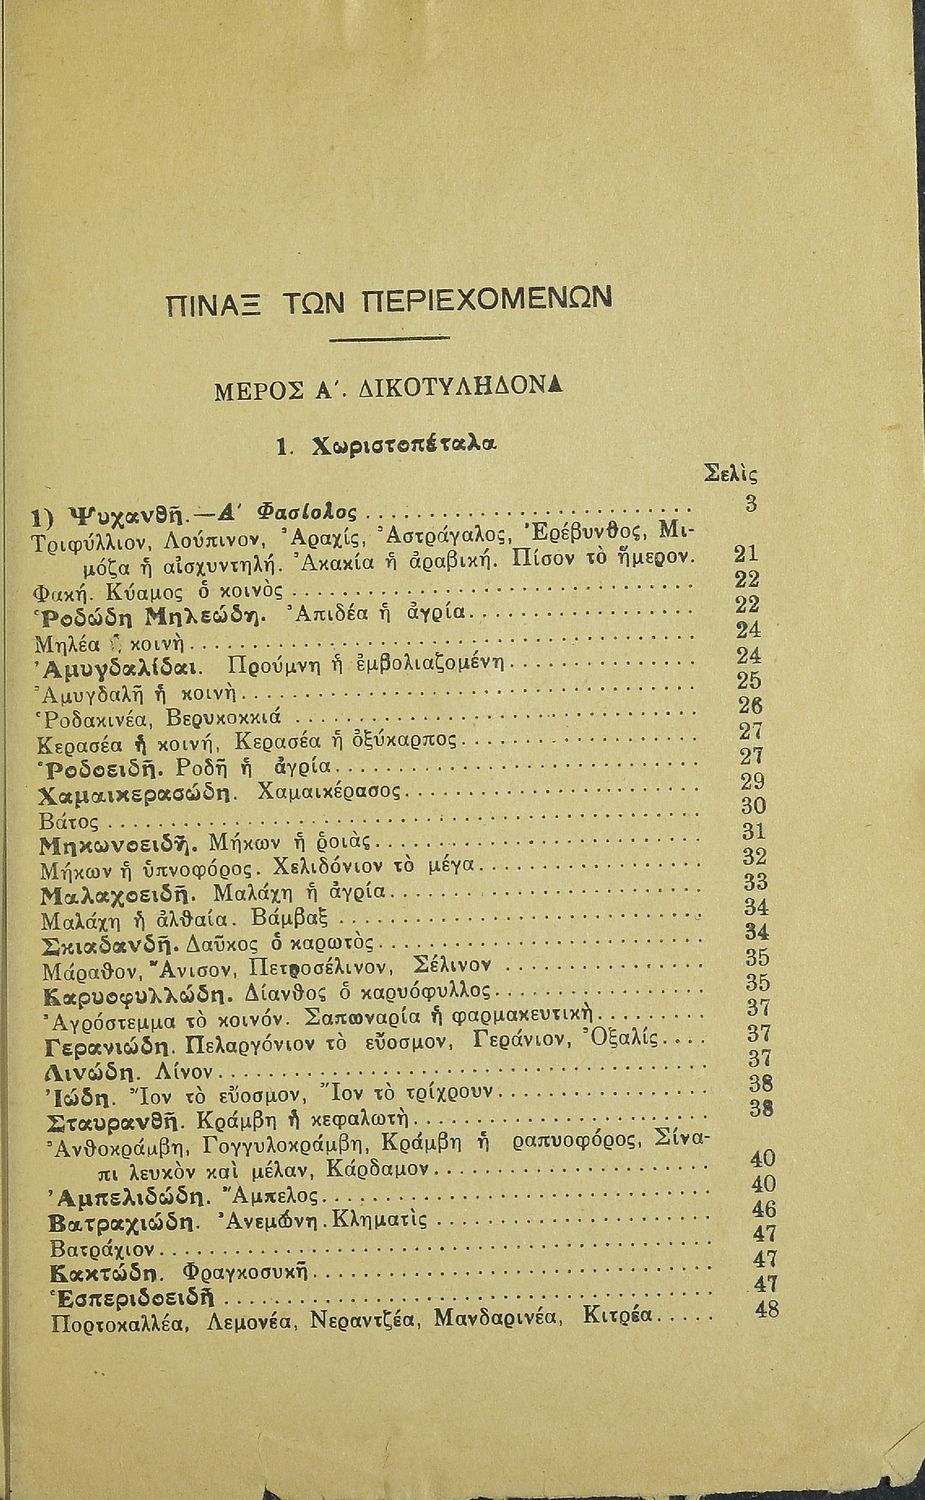 ΠΙΝΑΞ ΤΩΝ ΠΕΡΙΕΧΟΜΕΝΩΝ
ΜΕΡΟΣ Α΄. ΔΙΚΟΤΥΛΗΔΟΝΑ
1. Χωριστοπέταλα
Σελὶς
1) Ψυχανθῆ.—Α΄ Φασίολος . . . . . . . . 3
Τριφύλλιον, Λούπινον, Ἀραχίς, Ἀστράγαλος, Ἐρέβυνθος, Μι-
μόζα ἡ αἰσχυντηλή. Ἀκακία ἡ ἀραβική. Πίσον τὸ ἥμερον. 21
Φακή. Κύαμος ὁ κοινὸς . . . . . . . . 22
Ῥοδώδη Μηλεώδη. Ἀπιδέα ἡ ἀγρία . . . . . . . . 22
Μηλέα ἡ κοινὴ . . . . . . . . 24
Ἀμυγδαλίδαι. Προύμνη ἡ ἐμβολιαζομένη . . . . . . . . 24
Ἀμυγδαλῆ ἡ κοινὴ . . . . . . . . 25
Ῥοδακινέα, Βερυκοκκιά . . . . . . . . 26
Κερασέα ἡ κοινή, Κερασέα ἡ ὀξύκαρπος . . . . . . . . 27
Ῥοδοειδῆ. Ροδῆ ἡ ἀγρία . . . . . . . . 27
Χαμαικερασώδη. Χαμαικέρασος . . . . . . . . 29
Βάτος . . . . . . . . 30
Μηκωνοειδῆ. Μήκων ἡ ῥοιὰς . . . . . . . . 31
Μήκων ἡ ὑπνοφόρος. Χελιδόνιον τὸ μέγα . . . . . . . . 32
Μαλαχοειδῆ. Μαλάχη ἡ ἀγρία . . . . . . . . 33
Μαλάχη ἡ ἀλθαία. Βάμβαξ . . . . . . . . 34
Σκιαδανδῆ. Δαῦκος ὁ καρωτὸς . . . . . . . . 34
Μάραθον, Ἄνισον, Πετροσέλινον, Σέλινον . . . . . . . . 35
Καρυοφυλλώδη. Δίανθος ὁ καρυόφυλλος . . . . . . . . 35
Ἀγρόστεμμα τὸ κοινόν. Σαπωναρία ἡ φαρμακευτικὴ . . . . . . . . 37
Γερανιώδη. Πελαργόνιον τὸ εὔοσμον, Γεράνιον, Ὀξαλίς . . . . 37
Λινώδη. Λίνον . . . . . . . . 37
Ἰώδη. Ἴον τὸ εὔοσμον, Ἴον τὸ τρίχρουν . . . . . . . . 38
Σταυρανθῆ. Κράμβη ἡ κεφαλωτὴ . . . . . . . . 38
Ἀνθοκράμβη, Γογγυλοκράμβη, Κράμβη ἡ ραπυοφόρος, Σίνα-
πι λευκὸν καὶ μέλαν, Κάρδαμον . . . . . . . . 40
Ἀμπελιδώδη. Ἄμπελος . . . . . . . . 40
Βατραχιώδη. Ἀνεμώνη. Κληματὶς . . . . . . . . 46
Βατράχιον . . . . . . . . 47
Κακτώδη. Φραγκοσυκῆ . . . . . . . . 47
Ἑσπεριδοειδῆ . . . . . . . . 47
Πορτοκαλλέα, Λεμονέα, Νεραντζέα, Μανδαρινέα, Κιτρέα . . . . . 48